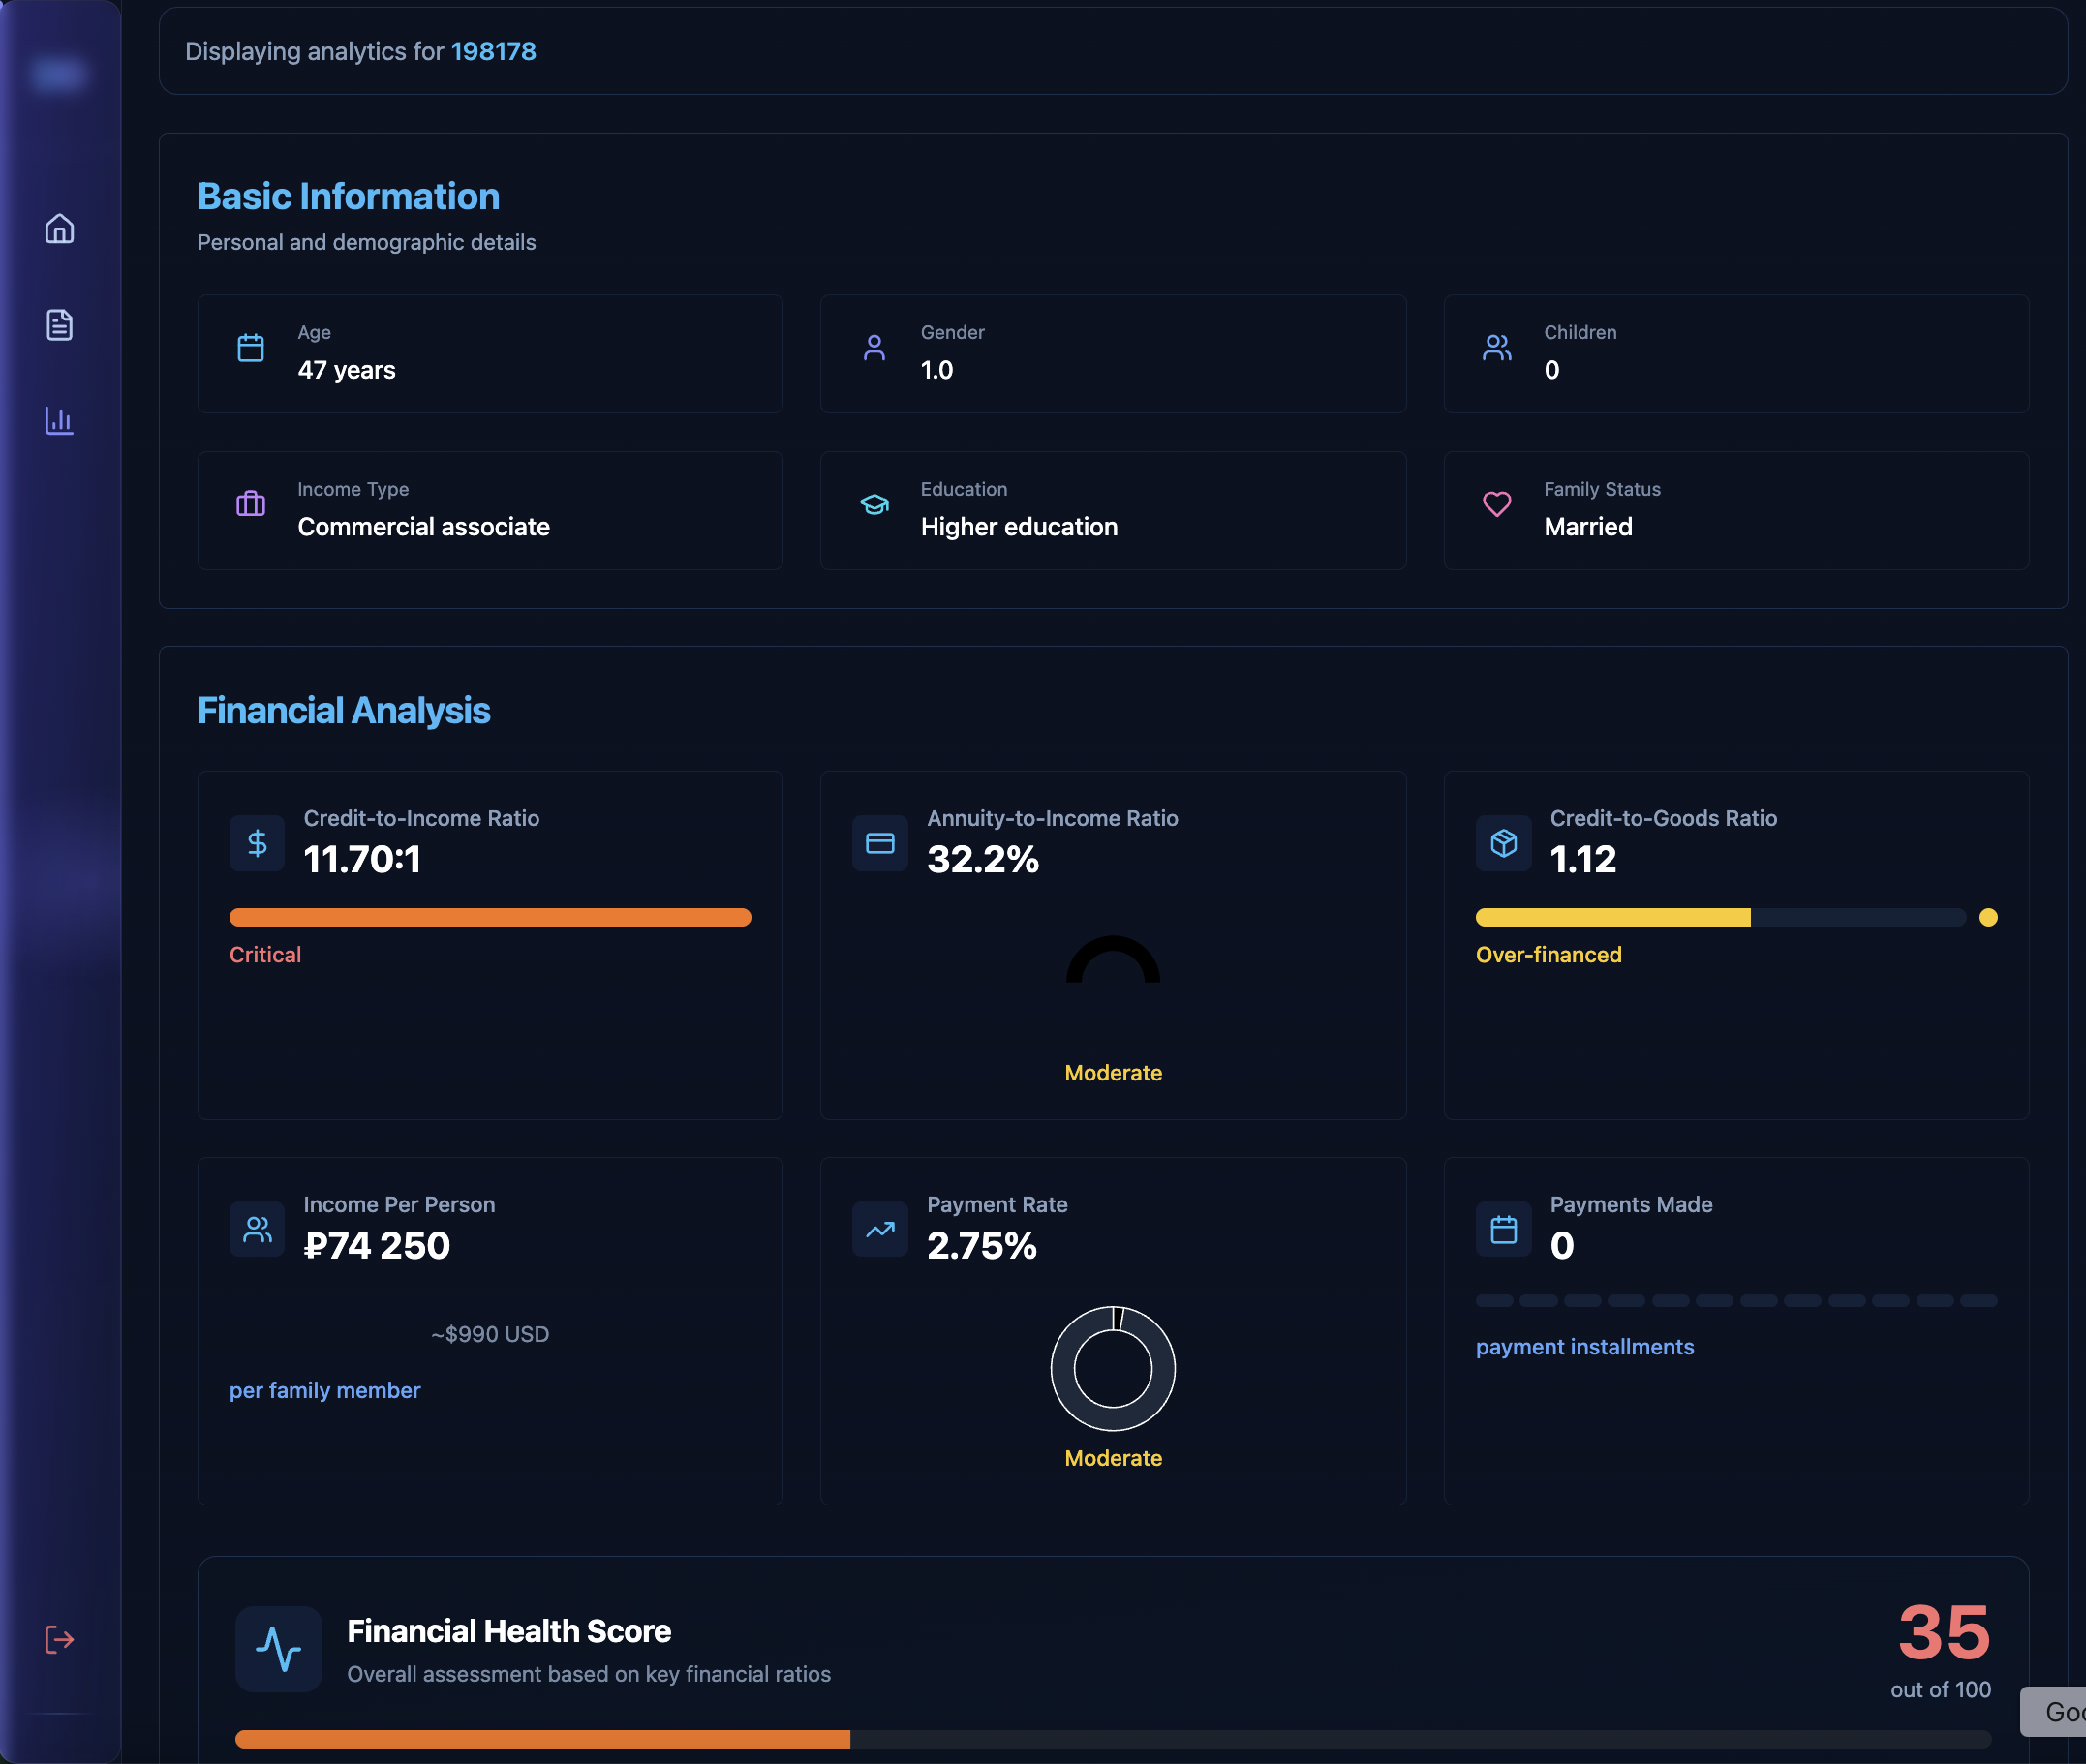 Displaying analytics for 198178
Basic Information
Personal and demographic details
Age
47 years
Gender
1.0
Children
0
Income Type
Commercial associate
Education
Higher education
Family Status
Married
Financial Analysis
Credit-to-Income Ratio
11.70:1
Critical
Annuity-to-Income Ratio
32.2%
Moderate
Credit-to-Goods Ratio
1.12
Over-financed
Income Per Person
₽74 250
~$990 USD
per family member
Payment Rate
2.75%
Moderate
Payments Made
0
payment installments
Financial Health Score
Overall assessment based on key financial ratios
35
out of 100